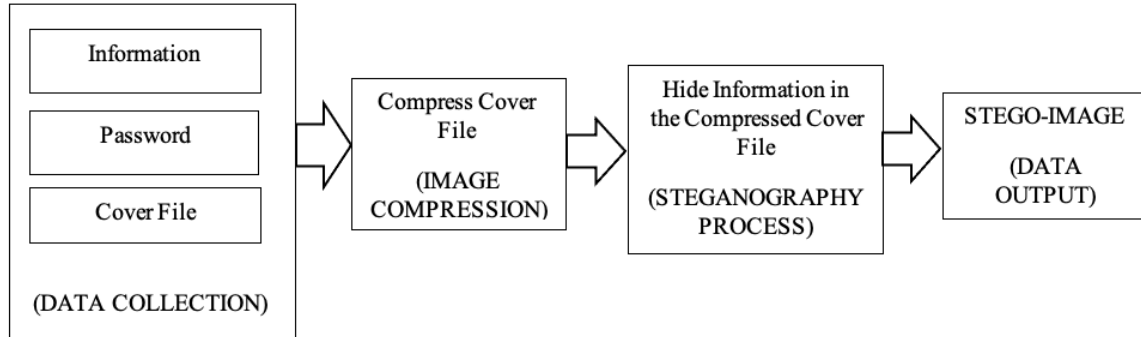 Information
Password
Cover File
(DATA COLLECTION)
Compress Cover
File
(IMAGE
COMPRESSION)
Hide Information in
the Compressed Cover
File
(STEGANOGRAPHY
PROCESS)
STEGO-IMAGE
(DATA
OUTPUT)